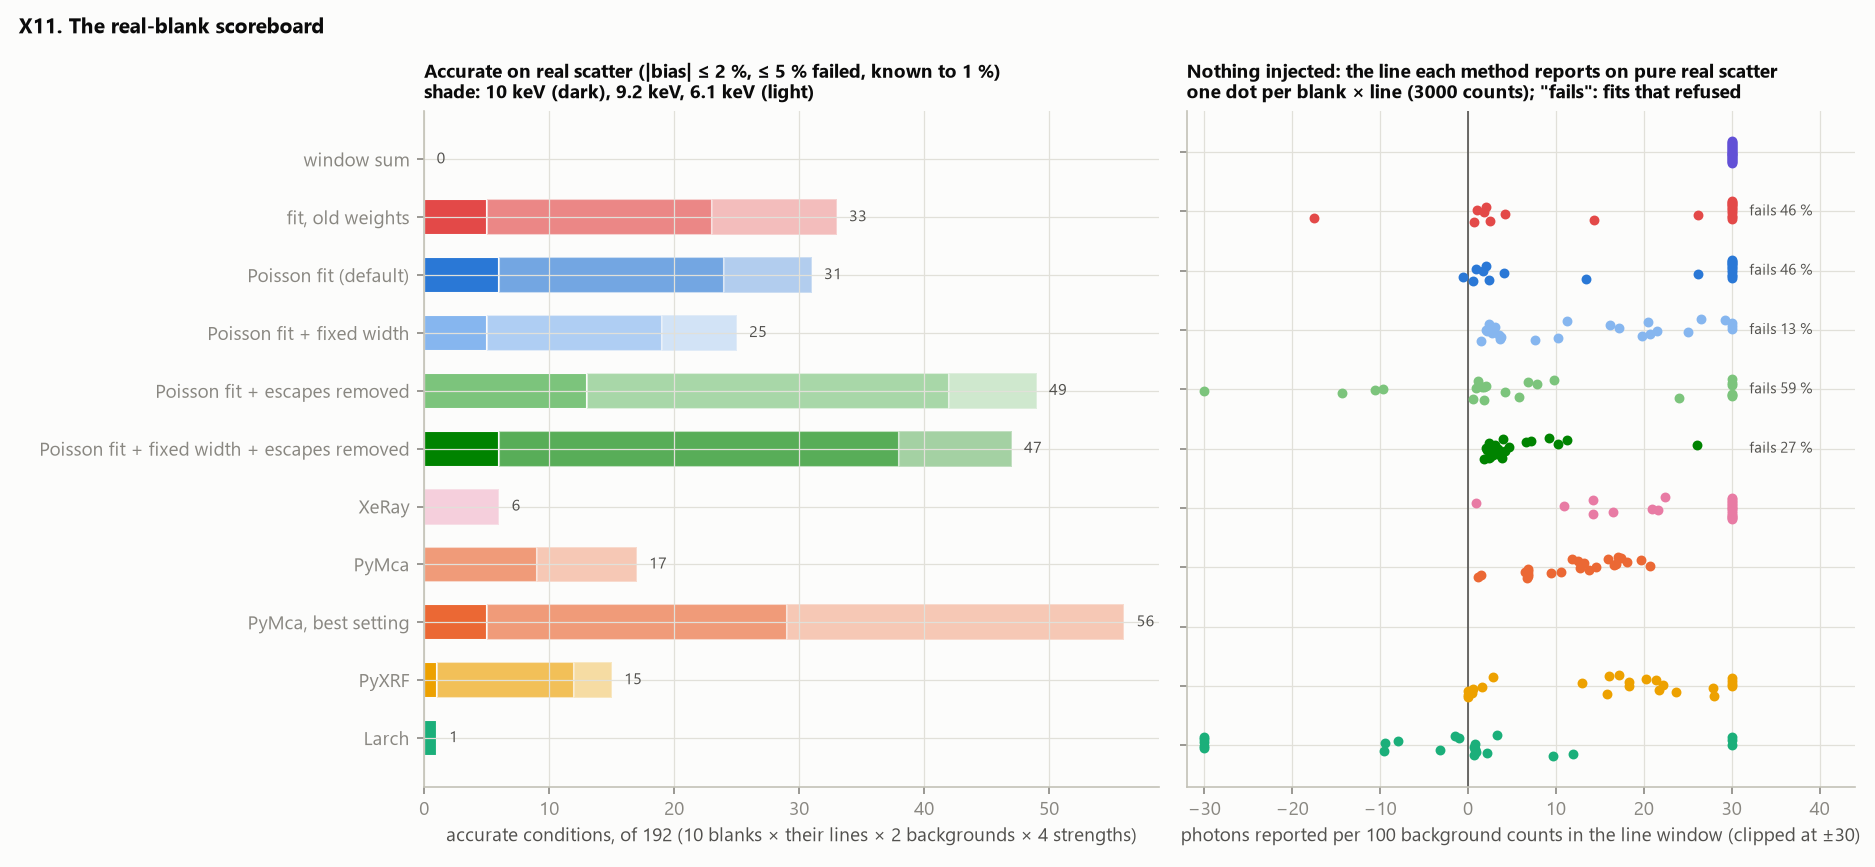 X11. The real-blank scoreboard
Accurate on real scatter (|bias| ≤ 2 %, ≤ 5 % failed, known to 1 %)
shade: 10 keV (dark), 9.2 keV, 6.1 keV (light)
window sum
0
fit, old weights
33
Poisson fit (default)
31
Poisson fit + fixed width
25
Poisson fit + escapes removed
49
Poisson fit + fixed width + escapes removed
47
XeRay
6
PyMca
17
PyMca, best setting
56
PyXRF
15
Larch
1
0 10 20 30 40 50
accurate conditions, of 192 (10 blanks × their lines × 2 backgrounds × 4 strengths)
Nothing injected: the line each method reports on pure real scatter
one dot per blank × line (3000 counts); "fails": fits that refused
fails 46 %
fails 46 %
fails 13 %
fails 59 %
fails 27 %
−30 −20 −10 0 10 20 30 40
photons reported per 100 background counts in the line window (clipped at ±30)